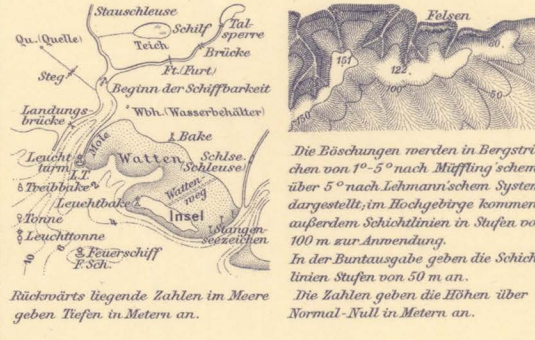 Stauschleuse
Schilf
Tal-
sperre
Qu. (Quelle)
Teich
Brücke
Steg
Ft. (Furt)
Beginn der Schiffbarkeit
Landungs-
brücke
Wbh. (Wasserbehälter)
Mole
Bake
Leucht
turm
L.T.
Watten
Schlse.
(Schleuse)
Treibbake
2
Watten-
weg
Leuchtbake
Tonne
4
Insel
Stangen-
seezeichen
Leuchttonne
6
10
Feuerschiff
F. Sch.
Rückwärts liegende Zahlen im Meere
geben Tiefen in Metern an.
Felsen
151
122
60
100
50
150
Die Böschungen werden in Bergstri
chen von 1°-5° nach Müffling'schem
über 5° nach Lehmann'schem System
dargestellt; im Hochgebirge kommen
außerdem Schichtlinien in Stufen vo
100 m zur Anwendung.
In der Buntausgabe geben die Schich
linien Stufen von 50 m an.
Die Zahlen geben die Höhen über
Normal-Null in Metern an.